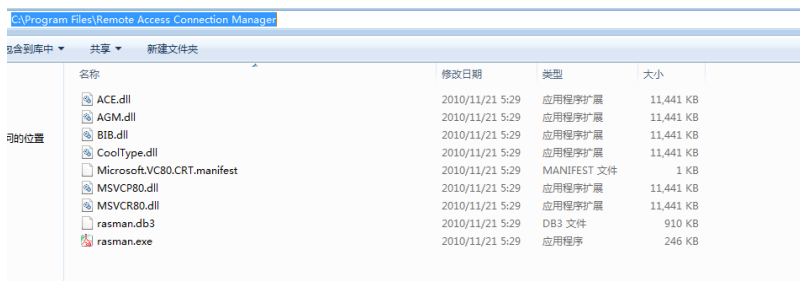 C:\Program Files\Remote Access Connection Manager
包含到库中 共享 新建文件夹
名称 修改日期 类型 大小
ACE.dll 2010/11/21 5:29 应用程序扩展 11,441 KB
AGM.dll 2010/11/21 5:29 应用程序扩展 11,441 KB
BIB.dll 2010/11/21 5:29 应用程序扩展 11,441 KB
问的位置
CoolType.dll 2010/11/21 5:29 应用程序扩展 11,441 KB
Microsoft.VC80.CRT.manifest 2010/11/21 5:29 MANIFEST 文件 1 KB
MSVCP80.dll 2010/11/21 5:29 应用程序扩展 11,441 KB
MSVCR80.dll 2010/11/21 5:29 应用程序扩展 11,441 KB
rasman.db3 2010/11/21 5:29 DB3 文件 910 KB
rasman.exe 2010/11/21 5:29 应用程序 246 KB